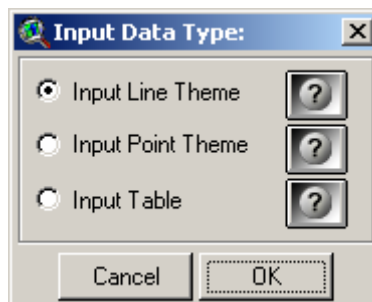 Input Data Type:
Input Line Theme
?
Input Point Theme
?
Input Table
?
Cancel
OK